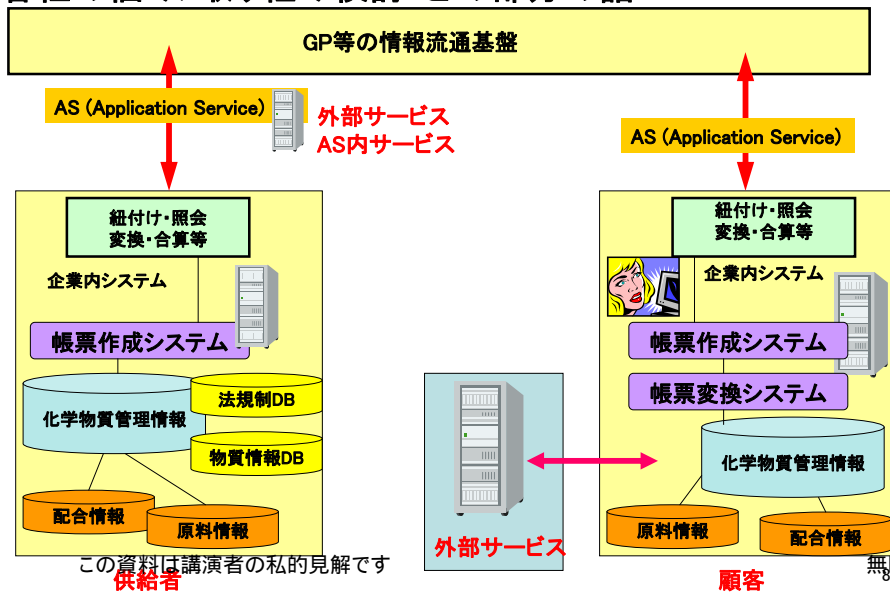 GP等の情報流通基盤
AS (Application Service)
外部サービス
AS内サービス
AS (Application Service)
紐付け・照会
変換・合算等
企業内システム
帳票作成システム
化学物質管理情報
法規制DB
物質情報DB
配合情報
原料情報
この資料は講演者の私的見解です
供給者
外部サービス
紐付け・照会
変換・合算等
企業内システム
帳票作成システム
帳票変換システム
化学物質管理情報
原料情報
配合情報
顧客
無
8